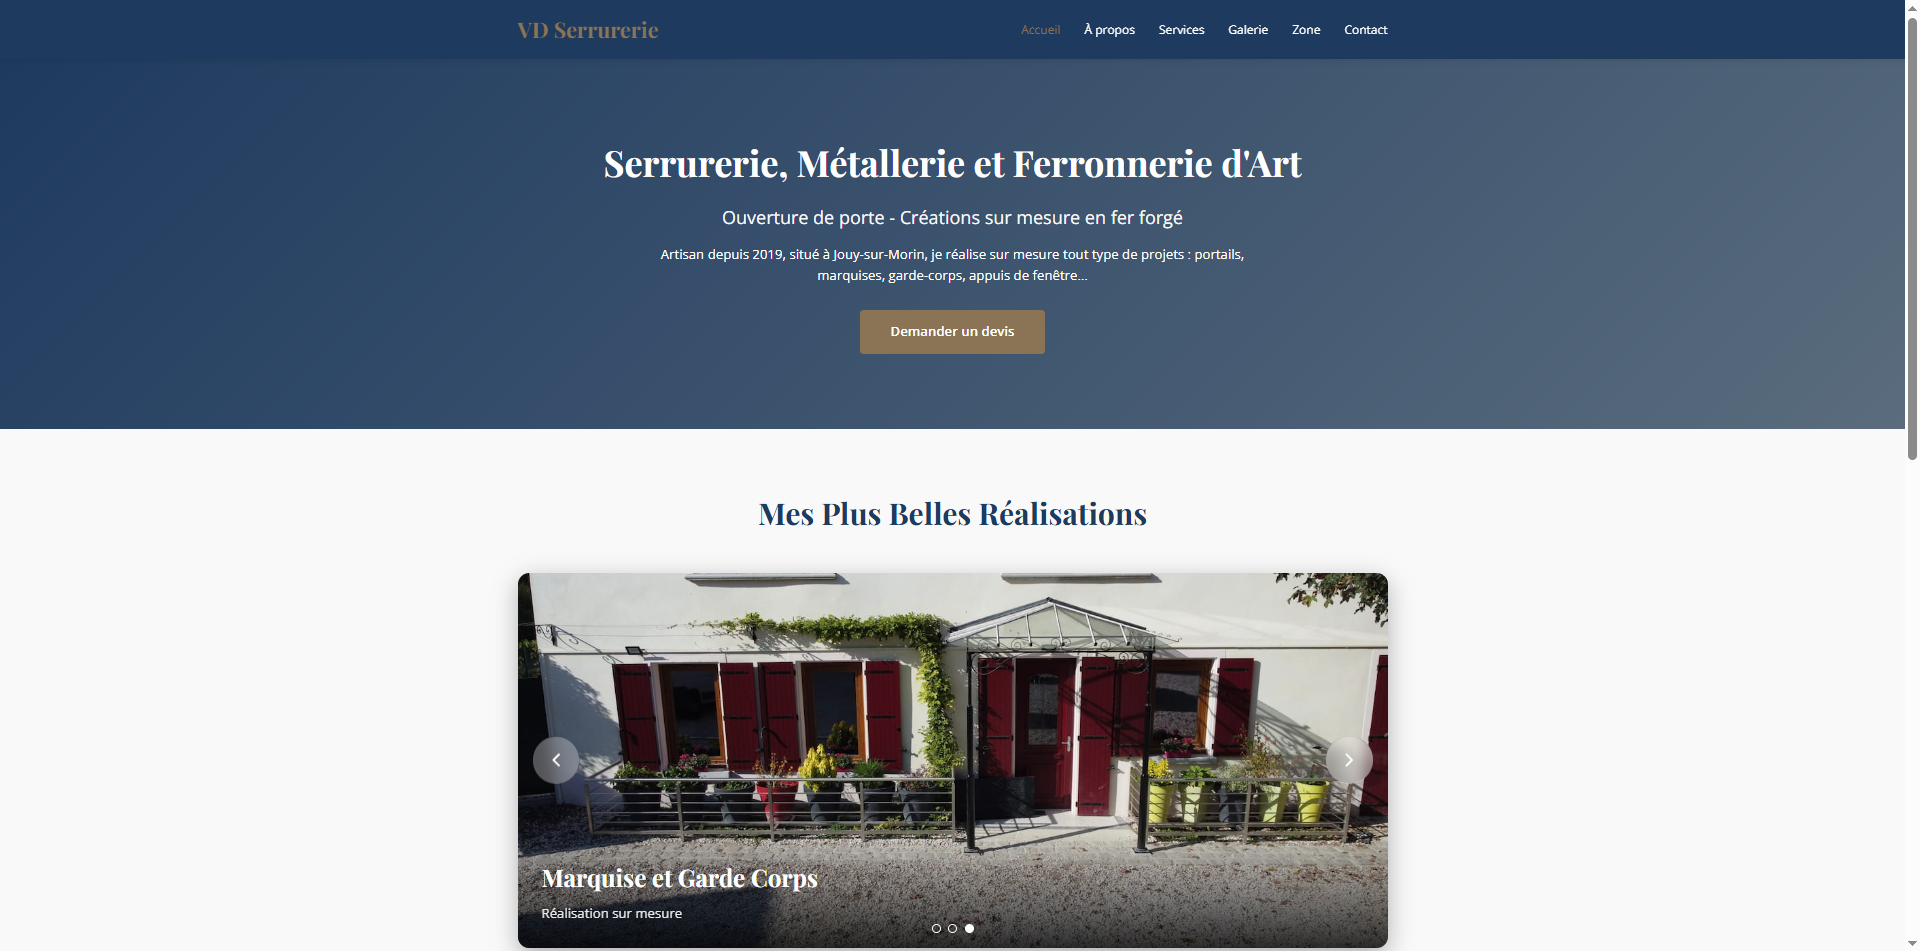 VD Serrurerie
Accueil À propos Services Galerie Zone Contact
Serrurerie, Métallerie et Ferronnerie d'Art
Ouverture de porte - Créations sur mesure en fer forgé
Artisan depuis 2019, situé à Jouy-sur-Morin, je réalise sur mesure tout type de projets : portails,
marquises, garde-corps, appuis de fenêtre...
Demander un devis
Mes Plus Belles Réalisations
Marquise et Garde Corps
Réalisation sur mesure